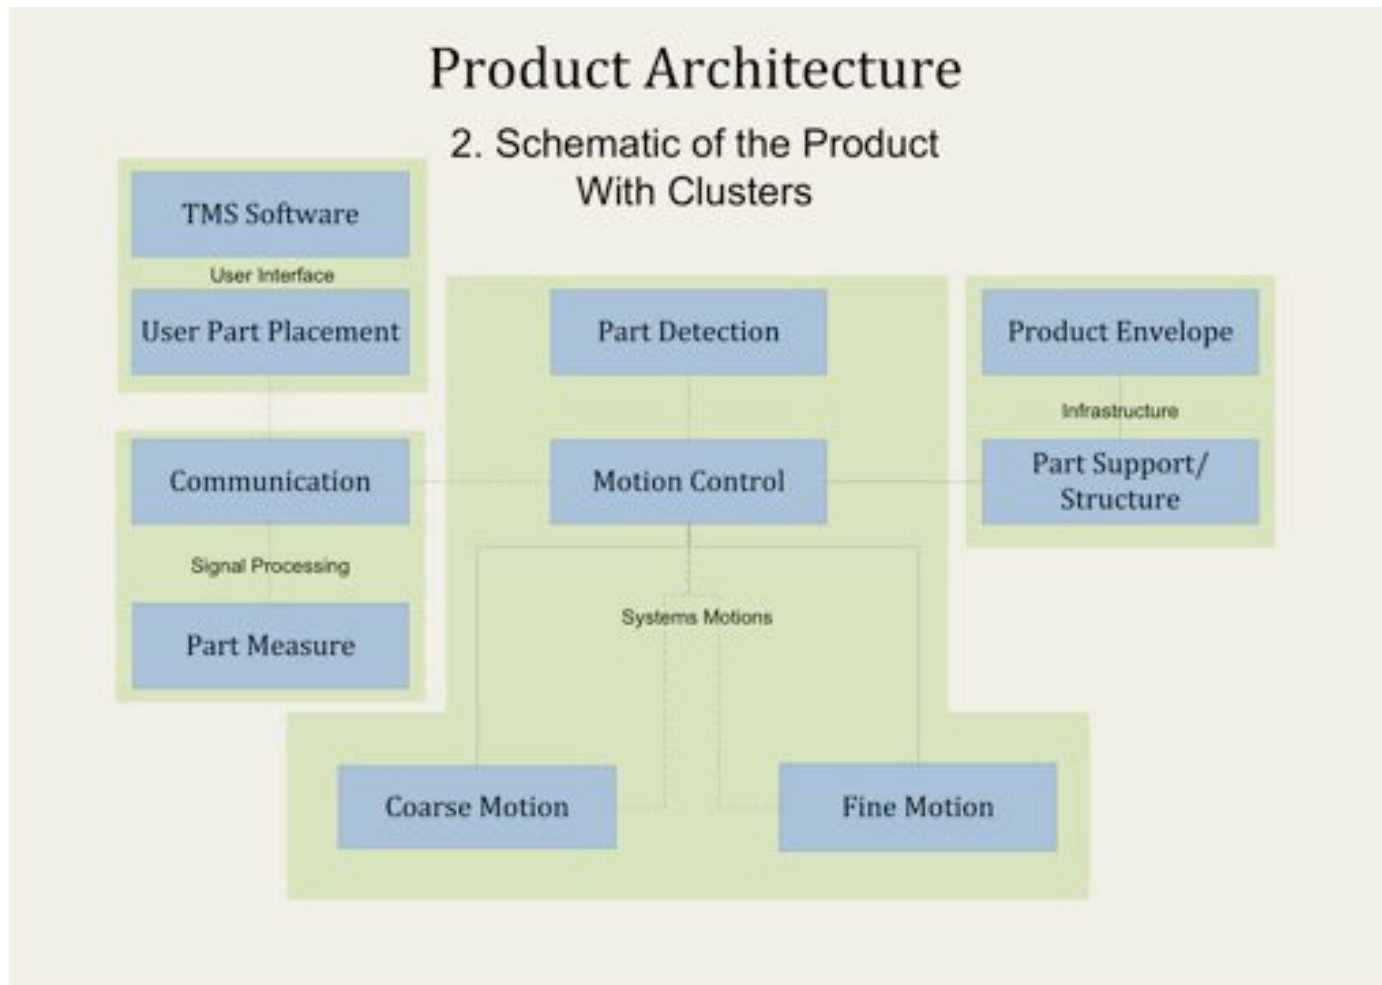 Product Architecture
2. Schematic of the Product
With Clusters
TMS Software
User Interface
User Part Placement
Part Detection
Product Envelope
Infrastructure
Communication
Motion Control
Part Support/
Structure
Signal Processing
Systems Motions
Part Measure
Coarse Motion
Fine Motion